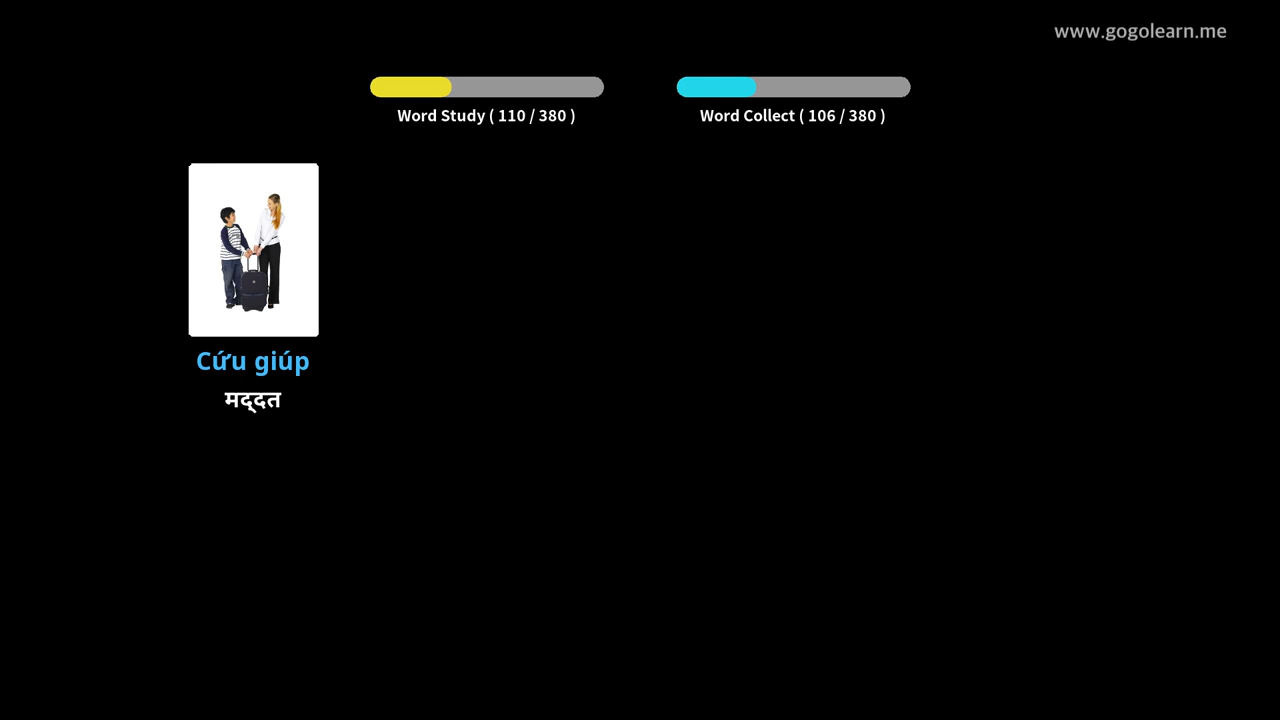 www.gogolearn.me
Word Study ( 110 / 380 )
Word Collect ( 106 / 380 )
Cứu giúp
मद्दत